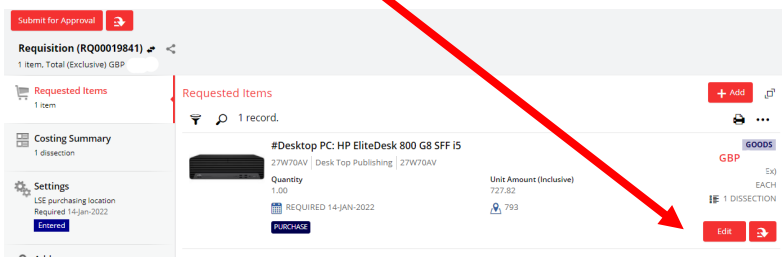 Submit for Approval
Requisition (RQ00019841)
1 item, Total (Exclusive) GBP
Requested Items
1 item
Costing Summary
1 dissection
Settings
LSE purchasing location
Required 14-Jan-2022
Entered
Requested Items
+ Add
1 record.
#Desktop PC: HP EliteDesk 800 G8 SFF i5
GOODS
27W70AV Desk Top Publishing 27W70AV
GBP
Quantity
Unit Amount (Inclusive)
Ex)
1.00
727.82
EACH
REQUIRED 14-JAN-2022
793
1 DISSECTION
PURCHASE
Edit